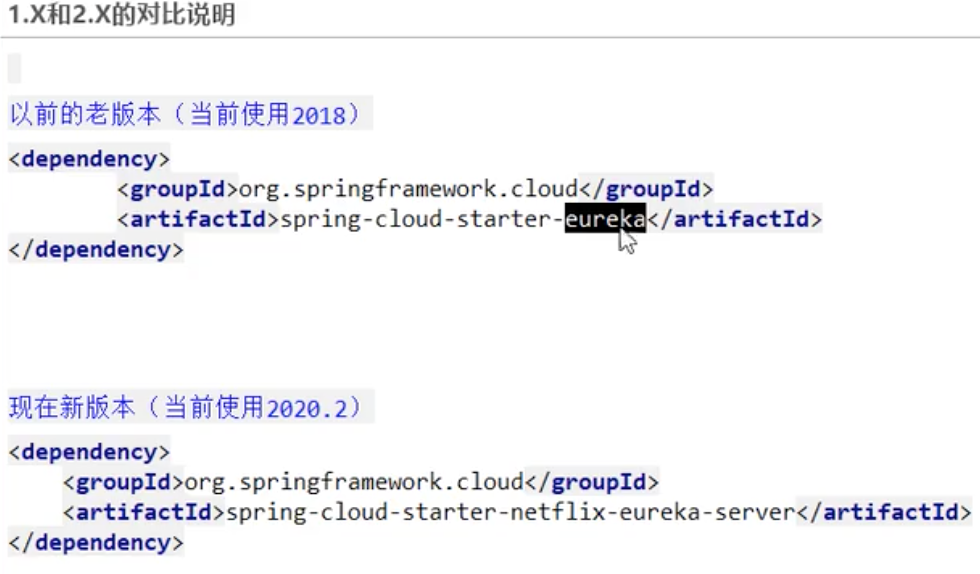 1.X和2.X的对比说明
以前的老版本（当前使用2018）
<dependency>
<groupId>org.springframework.cloud</groupId>
<artifactId>spring-cloud-starter-eureka</artifactId>
</dependency>
现在新版本（当前使用2020.2）
<dependency>
<groupId>org.springframework.cloud</groupId>
<artifactId>spring-cloud-starter-netflix-eureka-server</artifactId>
</dependency>